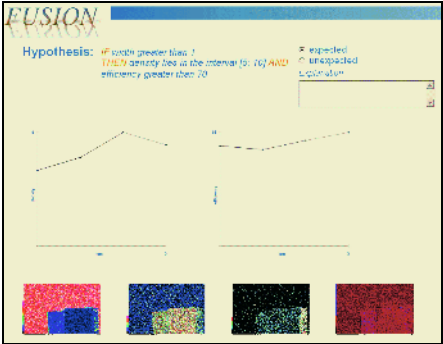 FUSION
Hypothesis: IF width greater than 1
THEN density lies in the interval [5; 10] AND
efficiency greater than 70
expected
unexpected
Explanation